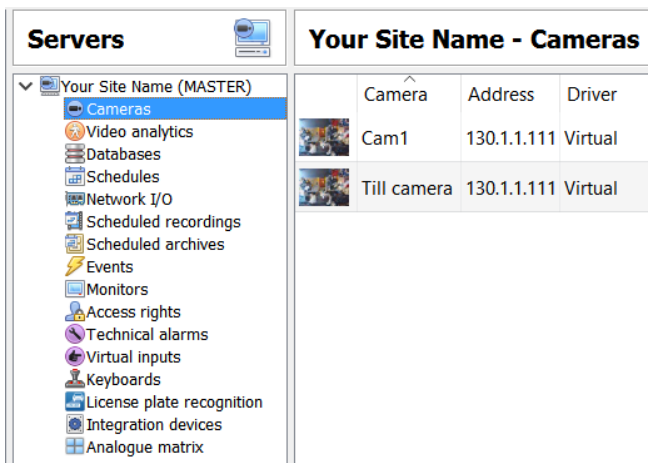 Servers
Your Site Name (MASTER)
Cameras
Video analytics
Databases
Schedules
Network I/O
Scheduled recordings
Scheduled archives
Events
Monitors
Access rights
Technical alarms
Virtual inputs
Keyboards
License plate recognition
Integration devices
Analogue matrix
Your Site Name - Cameras
Camera Address Driver
Cam1 130.1.1.111 Virtual
Till camera 130.1.1.111 Virtual